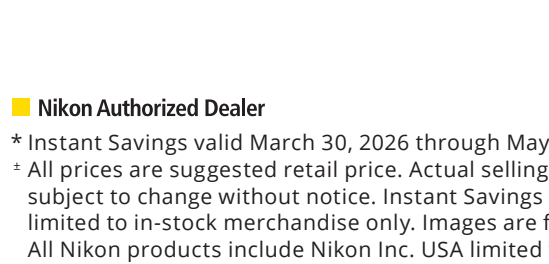 Nikon Authorized Dealer
* Instant Savings valid March 30, 2026 through May
± All prices are suggested retail price. Actual selling
subject to change without notice. Instant Savings
limited to in-stock merchandise only. Images are
All Nikon products include Nikon Inc. USA limited